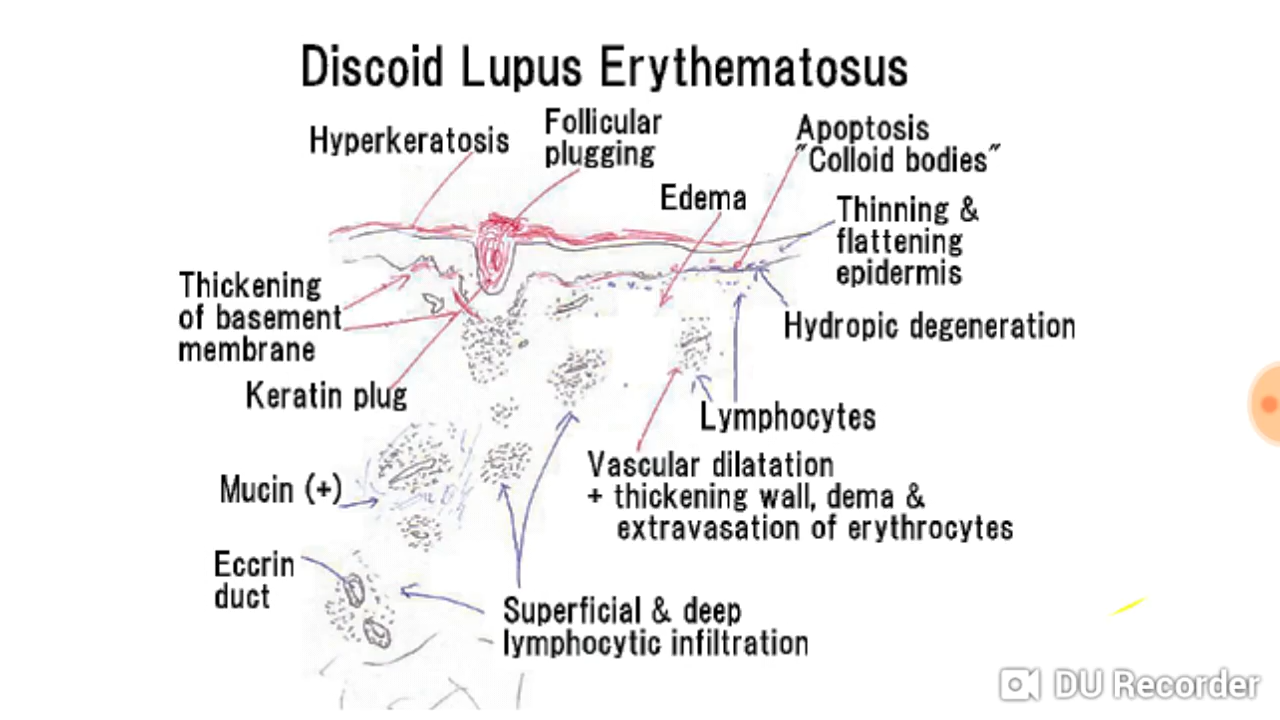 Discoid Lupus Erythematosus
Hyperkeratosis
Follicular
plugging
Apoptosis
"Colloid bodies"
Edema
Thinning &
flattening
epidermis
Thickening
of basement
membrane
Hydropic degeneration
Keratin plug
Lymphocytes
Vascular dilatation
+ thickening wall, dema &
extravasation of erythrocytes
Mucin (+)
Eccrin
duct
Superficial & deep
lymphocytic infiltration
DU Recorder